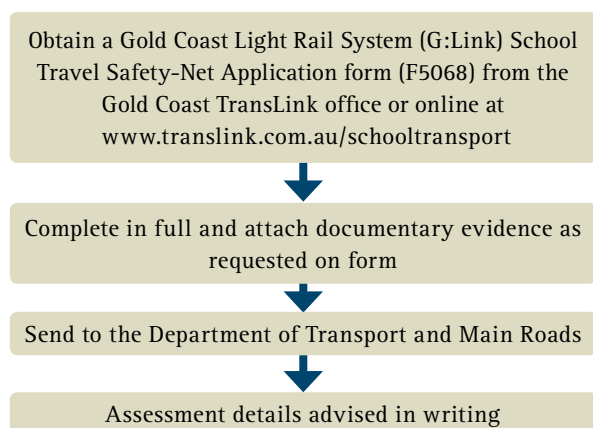 Obtain a Gold Coast Light Rail System (G:Link) School
Travel Safety-Net Application form (F5068) from the
Gold Coast TransLink office or online at
www.translink.com.au/schooltransport
Complete in full and attach documentary evidence as
requested on form
Send to the Department of Transport and Main Roads
Assessment details advised in writing